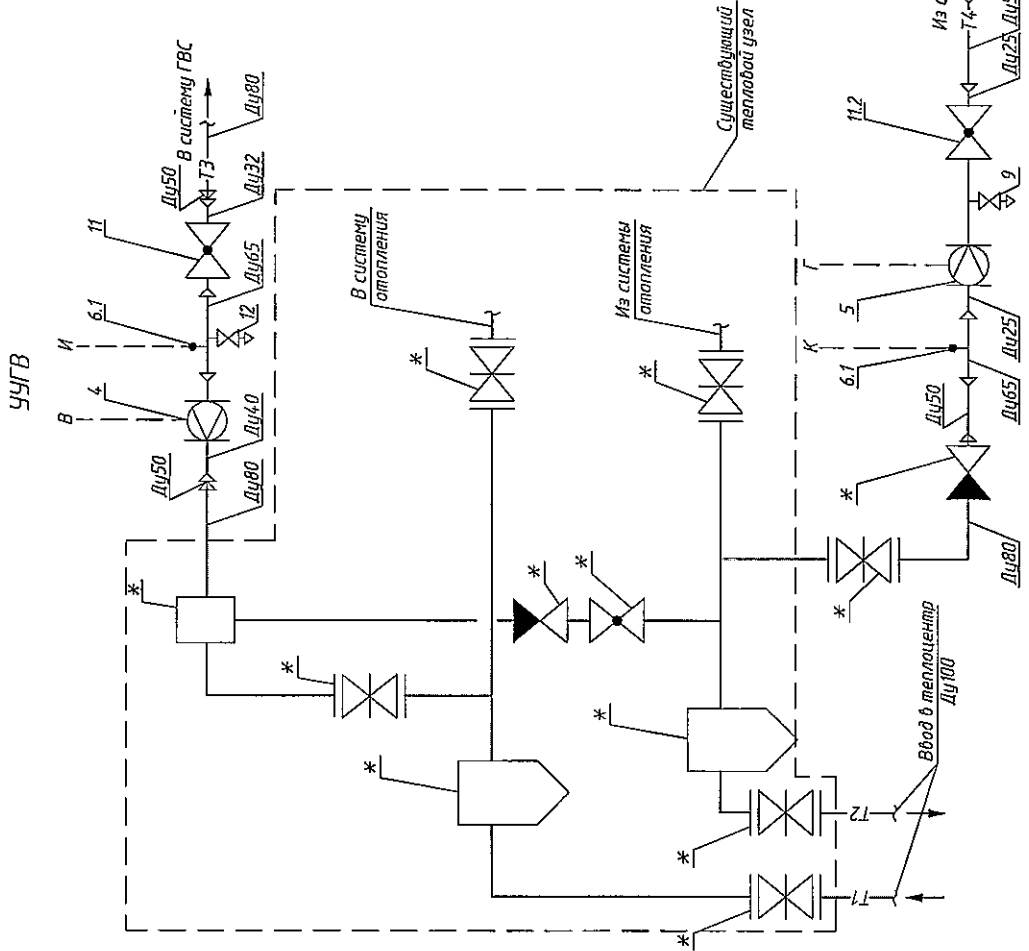 УУГВ
В
И
4
6.1
11
Ду50
В систему ГВС
Т3
Ду80
Ду50
Ду80
Ду40
12
Ду65
Ду32
*
*
*
В систему
отопления
*
*
*
Из системы
отопления
*
*
Существующий
тепловой узел
*
*
Т1
Т2
Ввод в теплоцентр
Ду100
*
*
Ду80
Ду50
К
6.1
Ду65
Г
5
Ду25
9
11.2
Ду25
Т4
Из